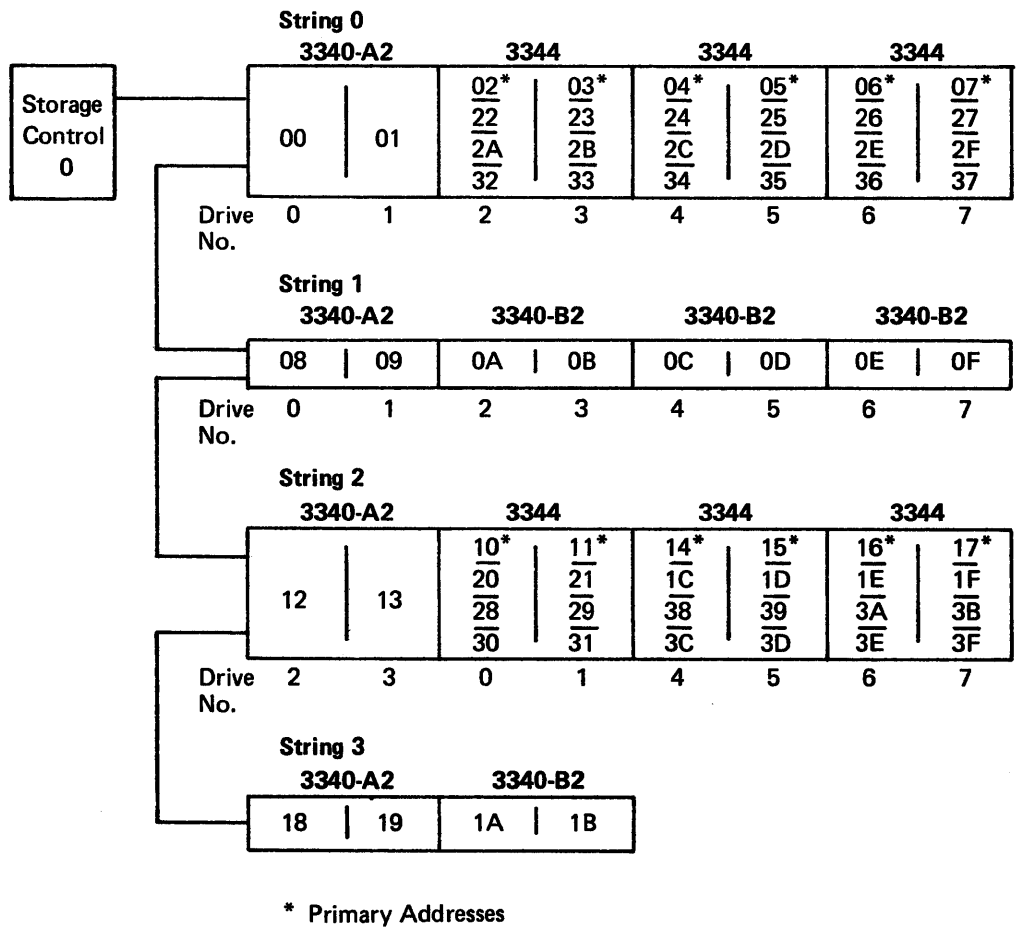 String 0
3340-A2 3344 3344 3344
Storage
Control
0
00 01
02* 03* 04* 05* 06* 07*
22 23 24 25 26 27
2A 2B 2C 2D 2E 2F
32 33 34 35 36 37
Drive No. 0 1 2 3 4 5 6 7
String 1
3340-A2 3340-B2 3340-B2 3340-B2
08 09 0A 0B 0C 0D 0E 0F
Drive No. 0 1 2 3 4 5 6 7
String 2
3340-A2 3344 3344 3344
12 13
10* 11* 14* 15* 16* 17*
20 21 1C 1D 1E 1F
28 29 38 39 3A 3B
30 31 3C 3D 3E 3F
Drive No. 2 3 0 1 4 5 6 7
String 3
3340-A2 3340-B2
18 19 1A 1B
* Primary Addresses